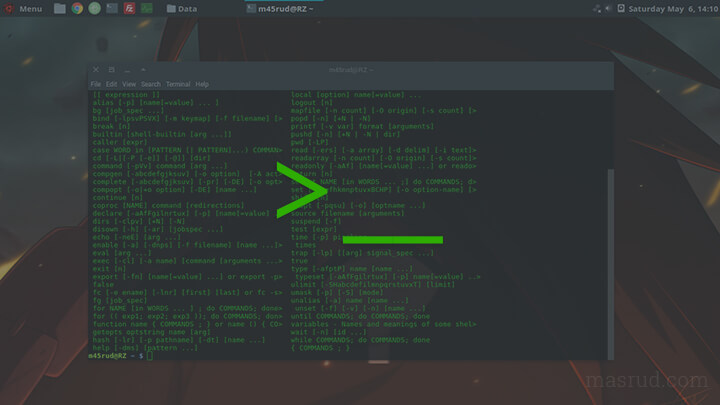 Menu
Data
m45rud@RZ ~
Saturday May 6, 14:10
m45rud@RZ ~
File Edit View Search Terminal Help
[[ expression ]]
alias [-p] [name[=value] ... ]
bg [job_spec ...]
bind [-lpsvPSVX] [-m keymap] [-f filename] [>
break [n]
builtin [shell-builtin [arg ...]]
caller [expr]
case WORD in [PATTERN [| PATTERN]...) COMMAN>
cd [-L|[-P [-e]] [-@]] [dir]
command [-pVv] command [arg ...]
compgen [-abcdefgjksuv] [-o option] [-A act>
complete [-abcdefgjksuv] [-pr] [-DE] [-o opt>
compopt [-o|+o option] [-DE] [name ...]
continue [n]
coproc [NAME] command [redirections]
declare [-aAfFgilnrtux] [-p] [name[=value]
dirs [-clpv] [+N] [-N]
disown [-h] [-ar] [jobspec ...]
echo [-neE] [arg ...]
enable [-a] [-dnps] [-f filename] [name ...>
eval [arg ...]
exec [-cl] [-a name] [command [arguments ...>
exit [n]
export [-fn] [name[=value] ...] or export -p>
false
fc [-e ename] [-lnr] [first] [last] or fc -s>
fg [job_spec]
for NAME [in WORDS ... ] ; do COMMANDS; done>
for (( exp1; exp2; exp3 )); do COMMANDS; don>
function name { COMMANDS ; } or name () { CO>
getopts optstring name [arg]
hash [-lr] [-p pathname] [-dt] [name ...]
help [-dms] [pattern ...]
m45rud@RZ ~ $
local [option] name[=value] ...
logout [n]
mapfile [-n count] [-O origin] [-s count] [>
popd [-n] [+N | -N]
printf [-v var] format [arguments]
pushd [-n] [+N | -N | dir]
pwd [-LP]
read [-ers] [-a array] [-d delim] [-i text]>
readarray [-n count] [-O origin] [-s count]>
readonly [-aAf] [name[=value] ...] or reado>
[n]
NAME [in WORDS ... ;] do COMMANDS; d>
[-o option-name] [>
[-pqsu] [-o] [optname ...]
source filename [arguments]
suspend [-f]
test [expr]
time [-p]
times
trap [-lp] [[arg] signal_spec ...]
true
type [-afptP] name [name ...]
typeset [-aAfFgilrtux] [-p] name[=value] ..>
ulimit [-SHabcdefilmnpqrstuvxT] [limit]
umask [-p] [-S] [mode]
unalias [-a] name [name ...]
unset [-f] [-v] [-n] [name ...]
until COMMANDS; do COMMANDS; done
variables - Names and meanings of some shel>
wait [-n] [id ...]
while COMMANDS; do COMMANDS; done
{ COMMANDS ; }
>_
masrud.com